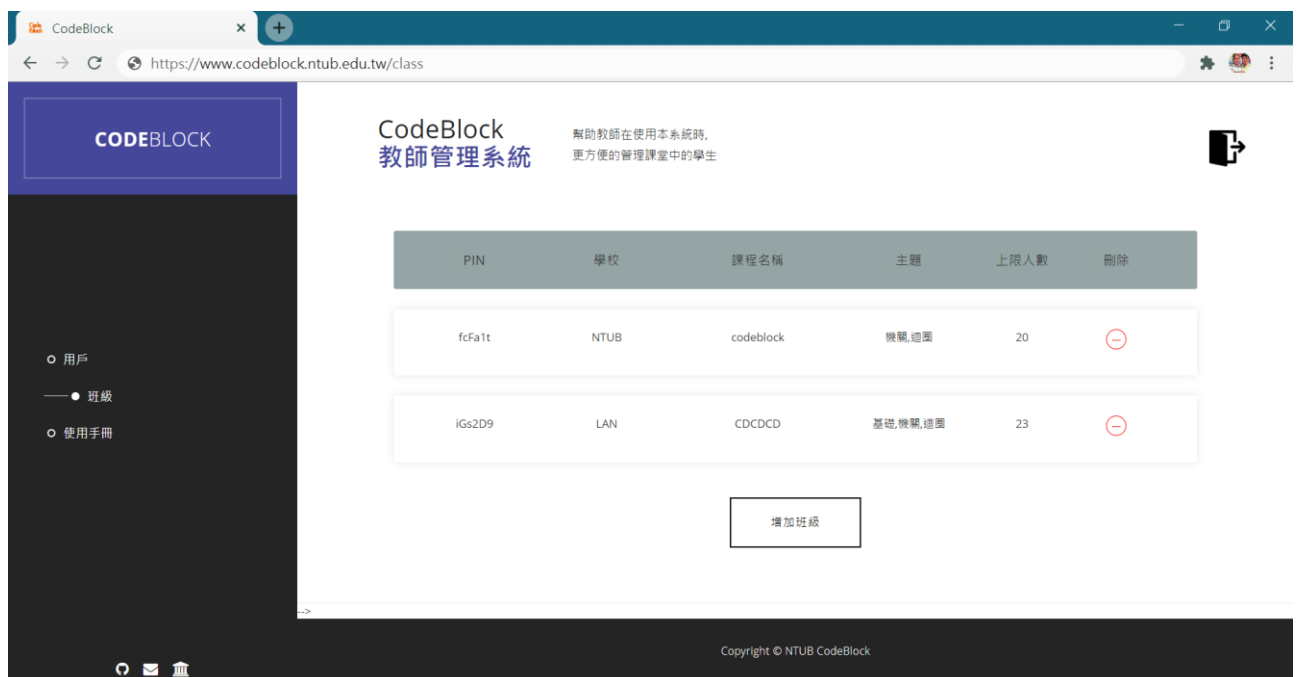 CodeBlock
https://www.codeblock.ntub.edu.tw/class
CODEBLOCK
CodeBlock
教師管理系統
幫助教師在使用本系統時,
更方便的管理課堂中的學生
PIN 學校 課程名稱 主題 上限人數 刪除
fcFa1t NTUB codeblock 機關,迴圈 20
iGs2D9 LAN CDCDCD 基礎,機關,迴圈 23
用戶
班級
使用手冊
增加班級
-->
Copyright © NTUB CodeBlock